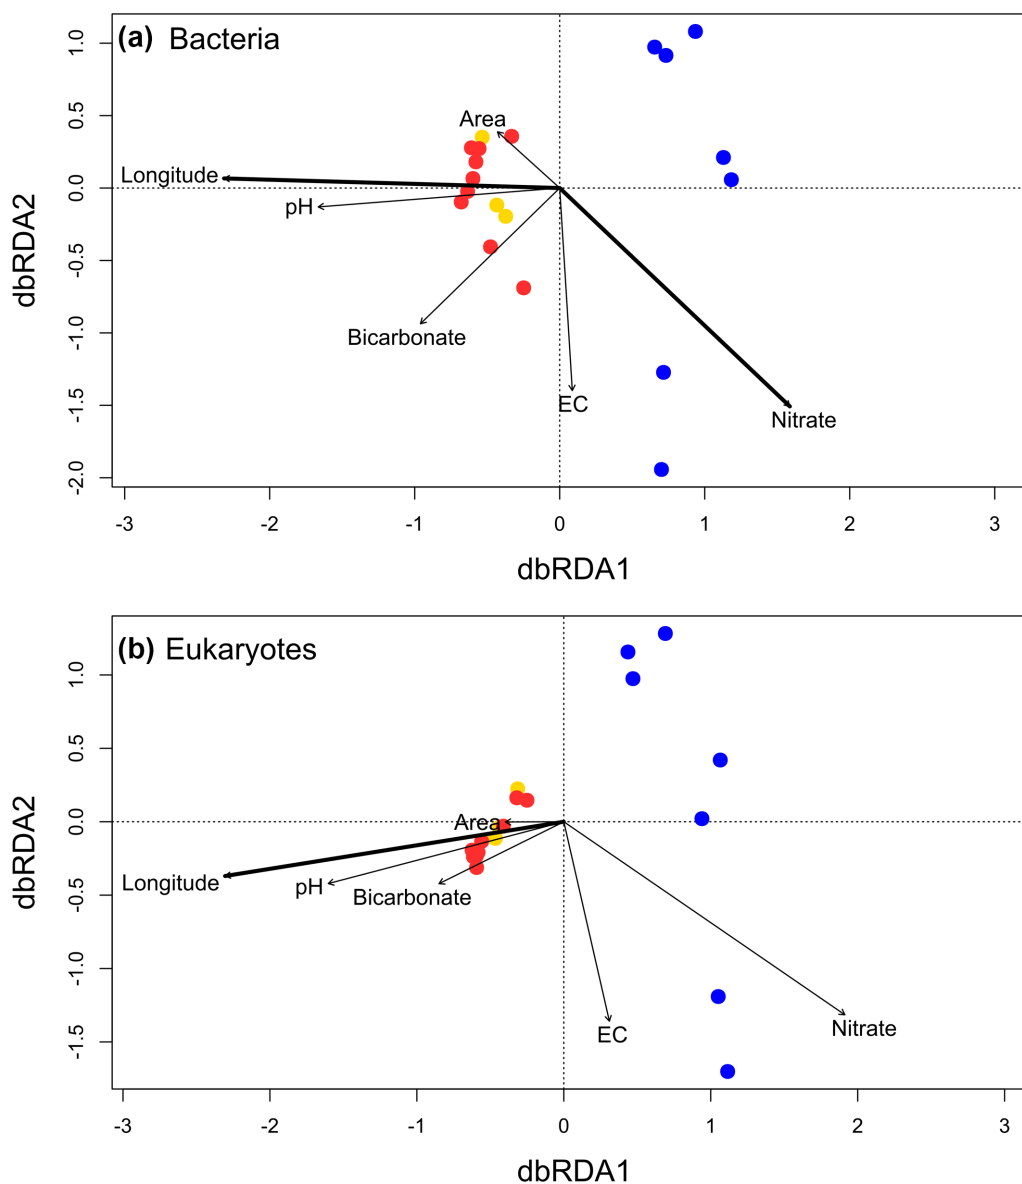 (a) Bacteria
1.0
0.5
0.0
-0.5
-1.0
-1.5
-2.0
dbRDA2
Area
Longitude
pH
Bicarbonate
EC
Nitrate
-3 -2 -1 0 1 2 3
dbRDA1
(b) Eukaryotes
1.0
0.5
0.0
-0.5
-1.0
-1.5
dbRDA2
Area
Longitude
pH
Bicarbonate
EC
Nitrate
-3 -2 -1 0 1 2 3
dbRDA1